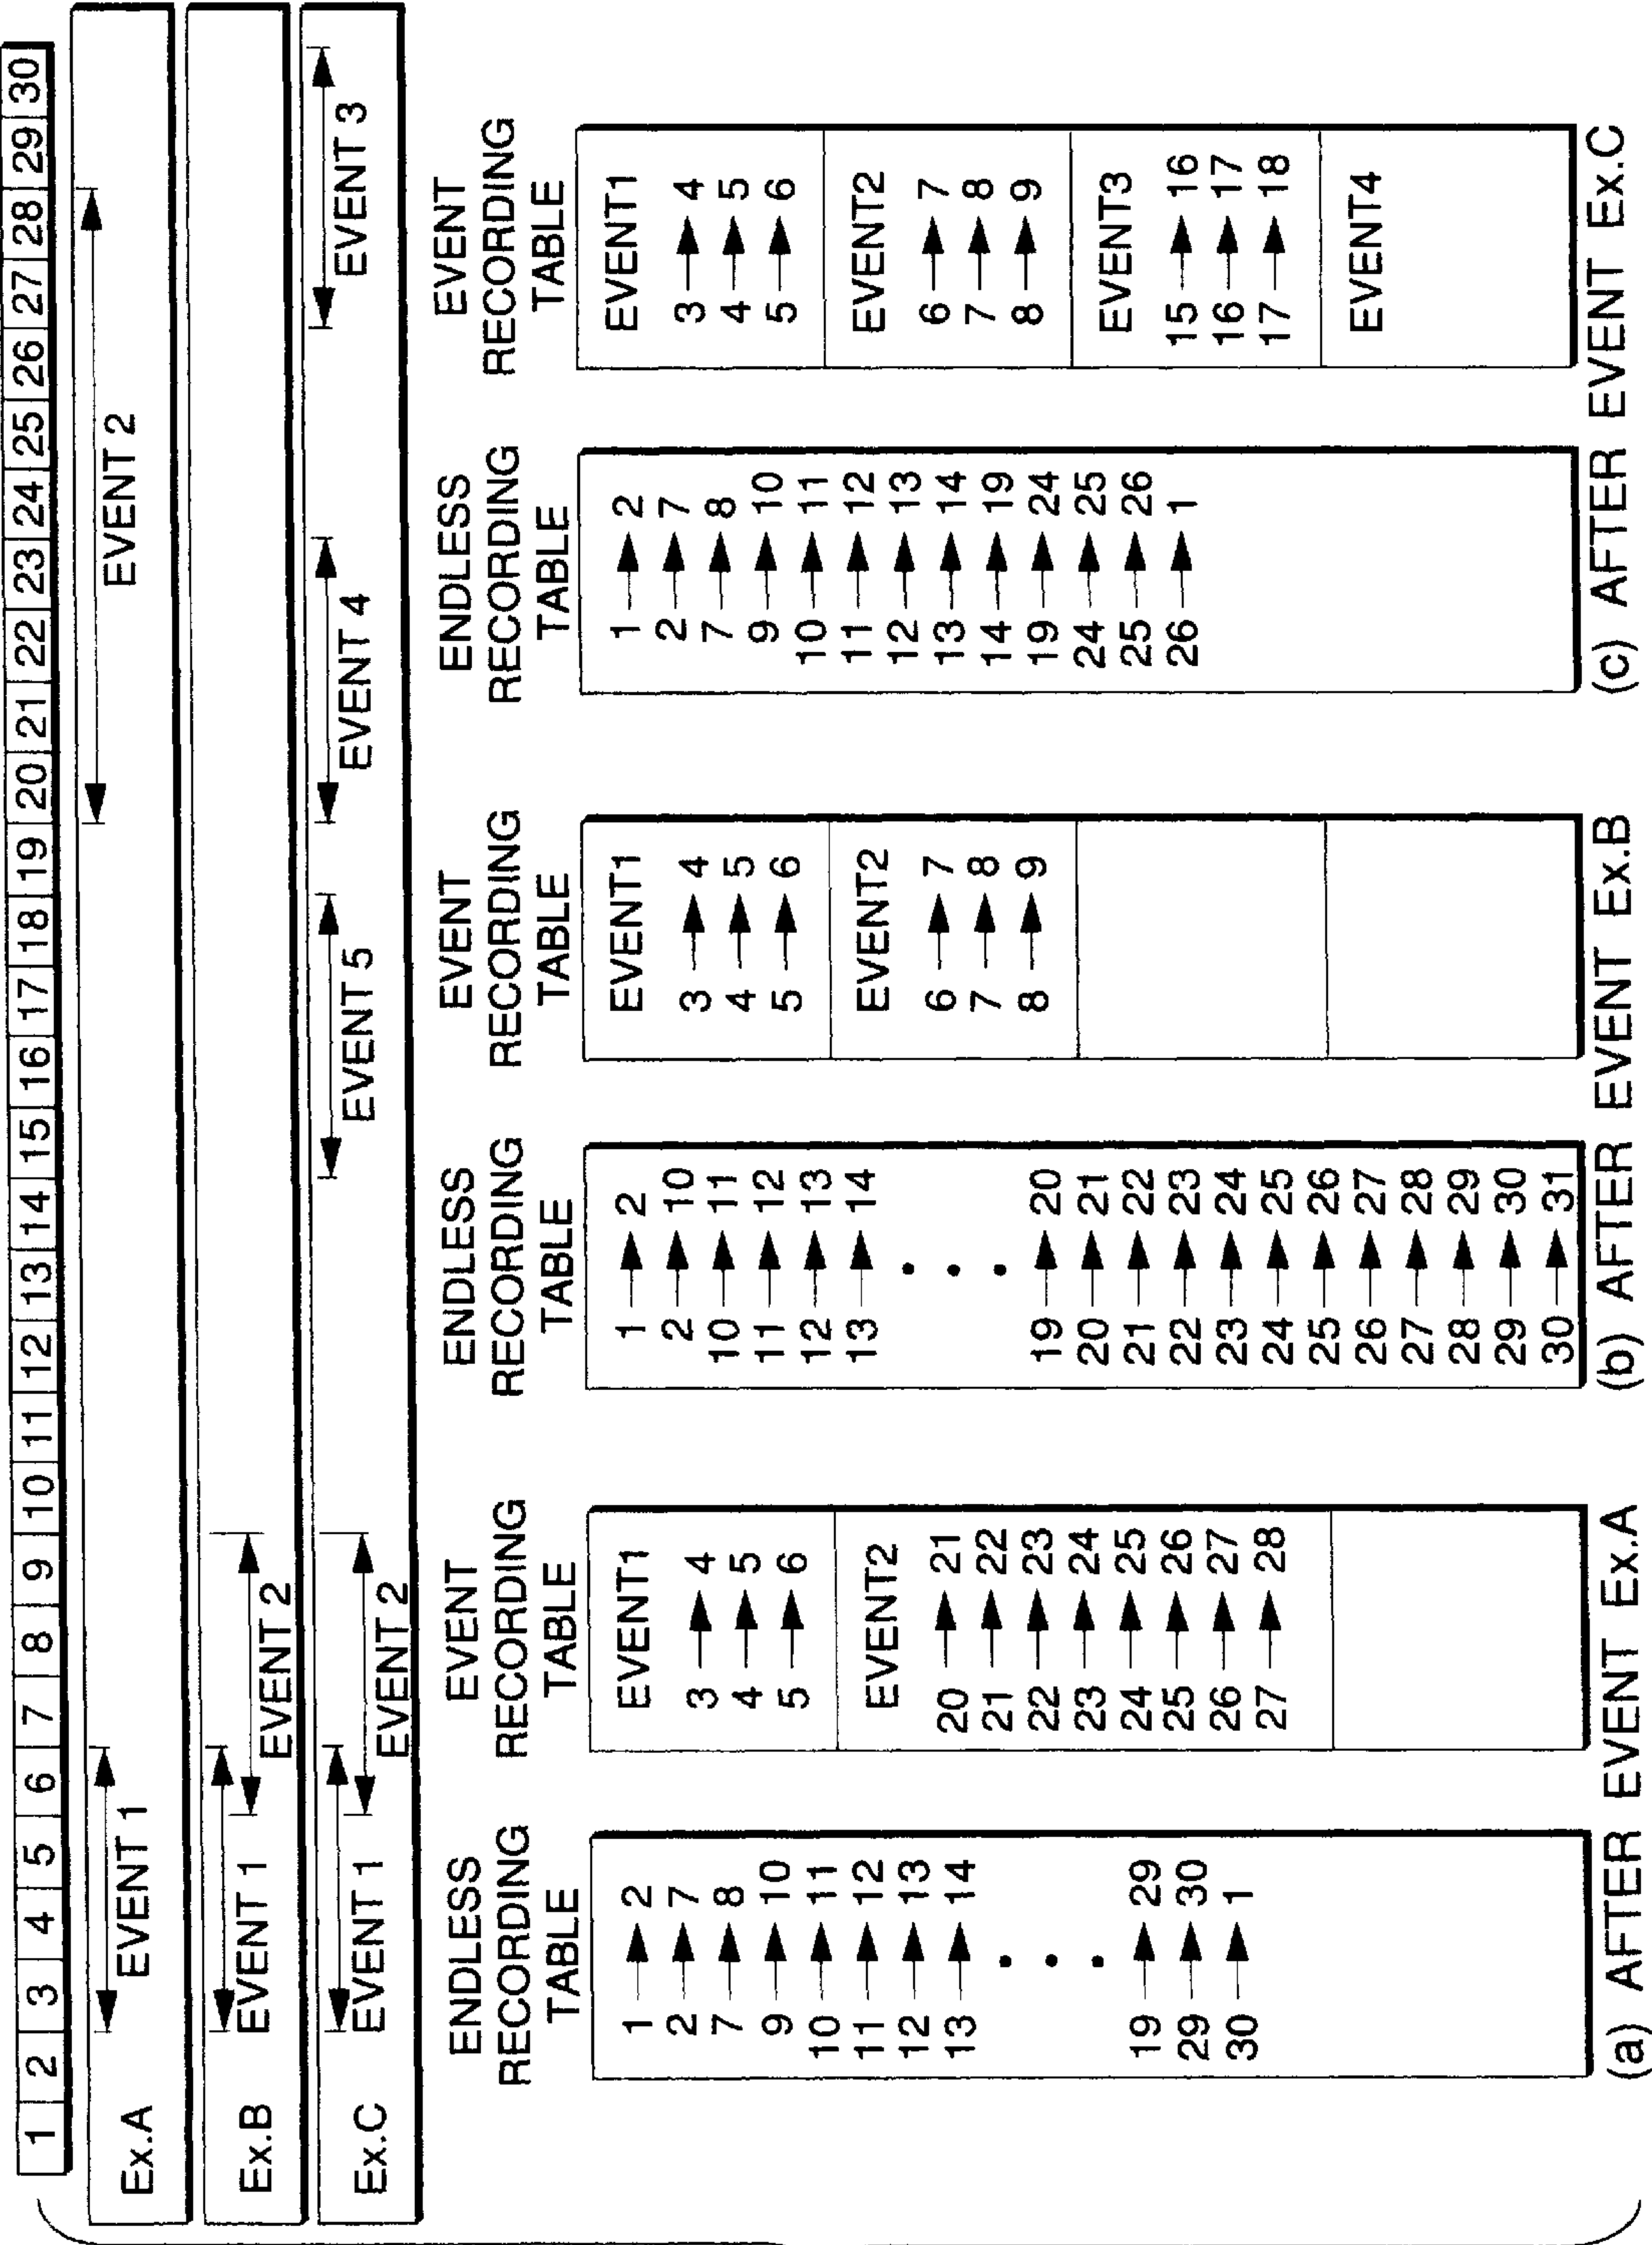 1 2 3 4 5 6 7 8 9 10 11 12 13 14 15 16 17 18 19 20 21 22 23 24 25 26 27 28 29 30
Ex.A
EVENT 1
EVENT 2
Ex.B
EVENT 1
EVENT 2
Ex.C
EVENT 1
EVENT 2
EVENT 5
EVENT 4
EVENT 3
ENDLESS
RECORDING
TABLE
1 → 2
2 → 7
7 → 8
9 → 10
10 → 11
11 → 12
12 → 13
13 → 14
• • •
19 → 29
29 → 30
30 → 1
EVENT
RECORDING
TABLE
EVENT1
3 → 4
4 → 5
5 → 6
EVENT2
20 → 21
21 → 22
22 → 23
23 → 24
24 → 25
25 → 26
26 → 27
27 → 28
(a) AFTER EVENT Ex.A
ENDLESS
RECORDING
TABLE
1 → 2
2 → 10
10 → 11
11 → 12
12 → 13
13 → 14
• • •
19 → 20
20 → 21
21 → 22
22 → 23
23 → 24
24 → 25
25 → 26
26 → 27
27 → 28
28 → 29
29 → 30
30 → 31
EVENT
RECORDING
TABLE
EVENT1
3 → 4
4 → 5
5 → 6
EVENT2
6 → 7
7 → 8
8 → 9
(b) AFTER EVENT Ex.B
ENDLESS
RECORDING
TABLE
1 → 2
2 → 7
7 → 8
9 → 10
10 → 11
11 → 12
12 → 13
13 → 14
14 → 19
19 → 24
24 → 25
25 → 26
26 → 1
EVENT
RECORDING
TABLE
EVENT1
3 → 4
4 → 5
5 → 6
EVENT2
6 → 7
7 → 8
8 → 9
EVENT3
15 → 16
16 → 17
17 → 18
EVENT4
(c) AFTER EVENT Ex.C